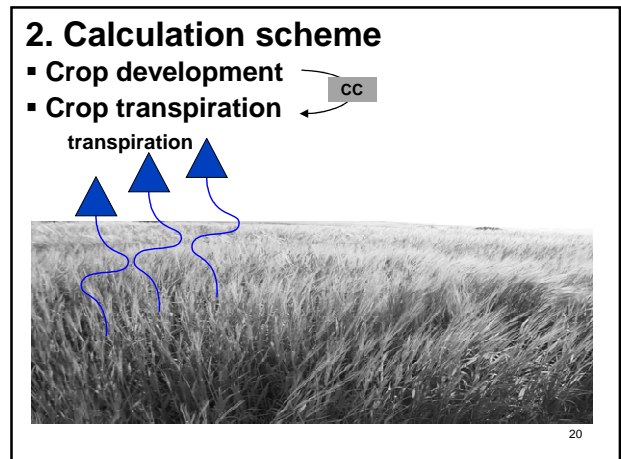 2. Calculation scheme
▪ Crop development
CC
▪ Crop transpiration
transpiration
20